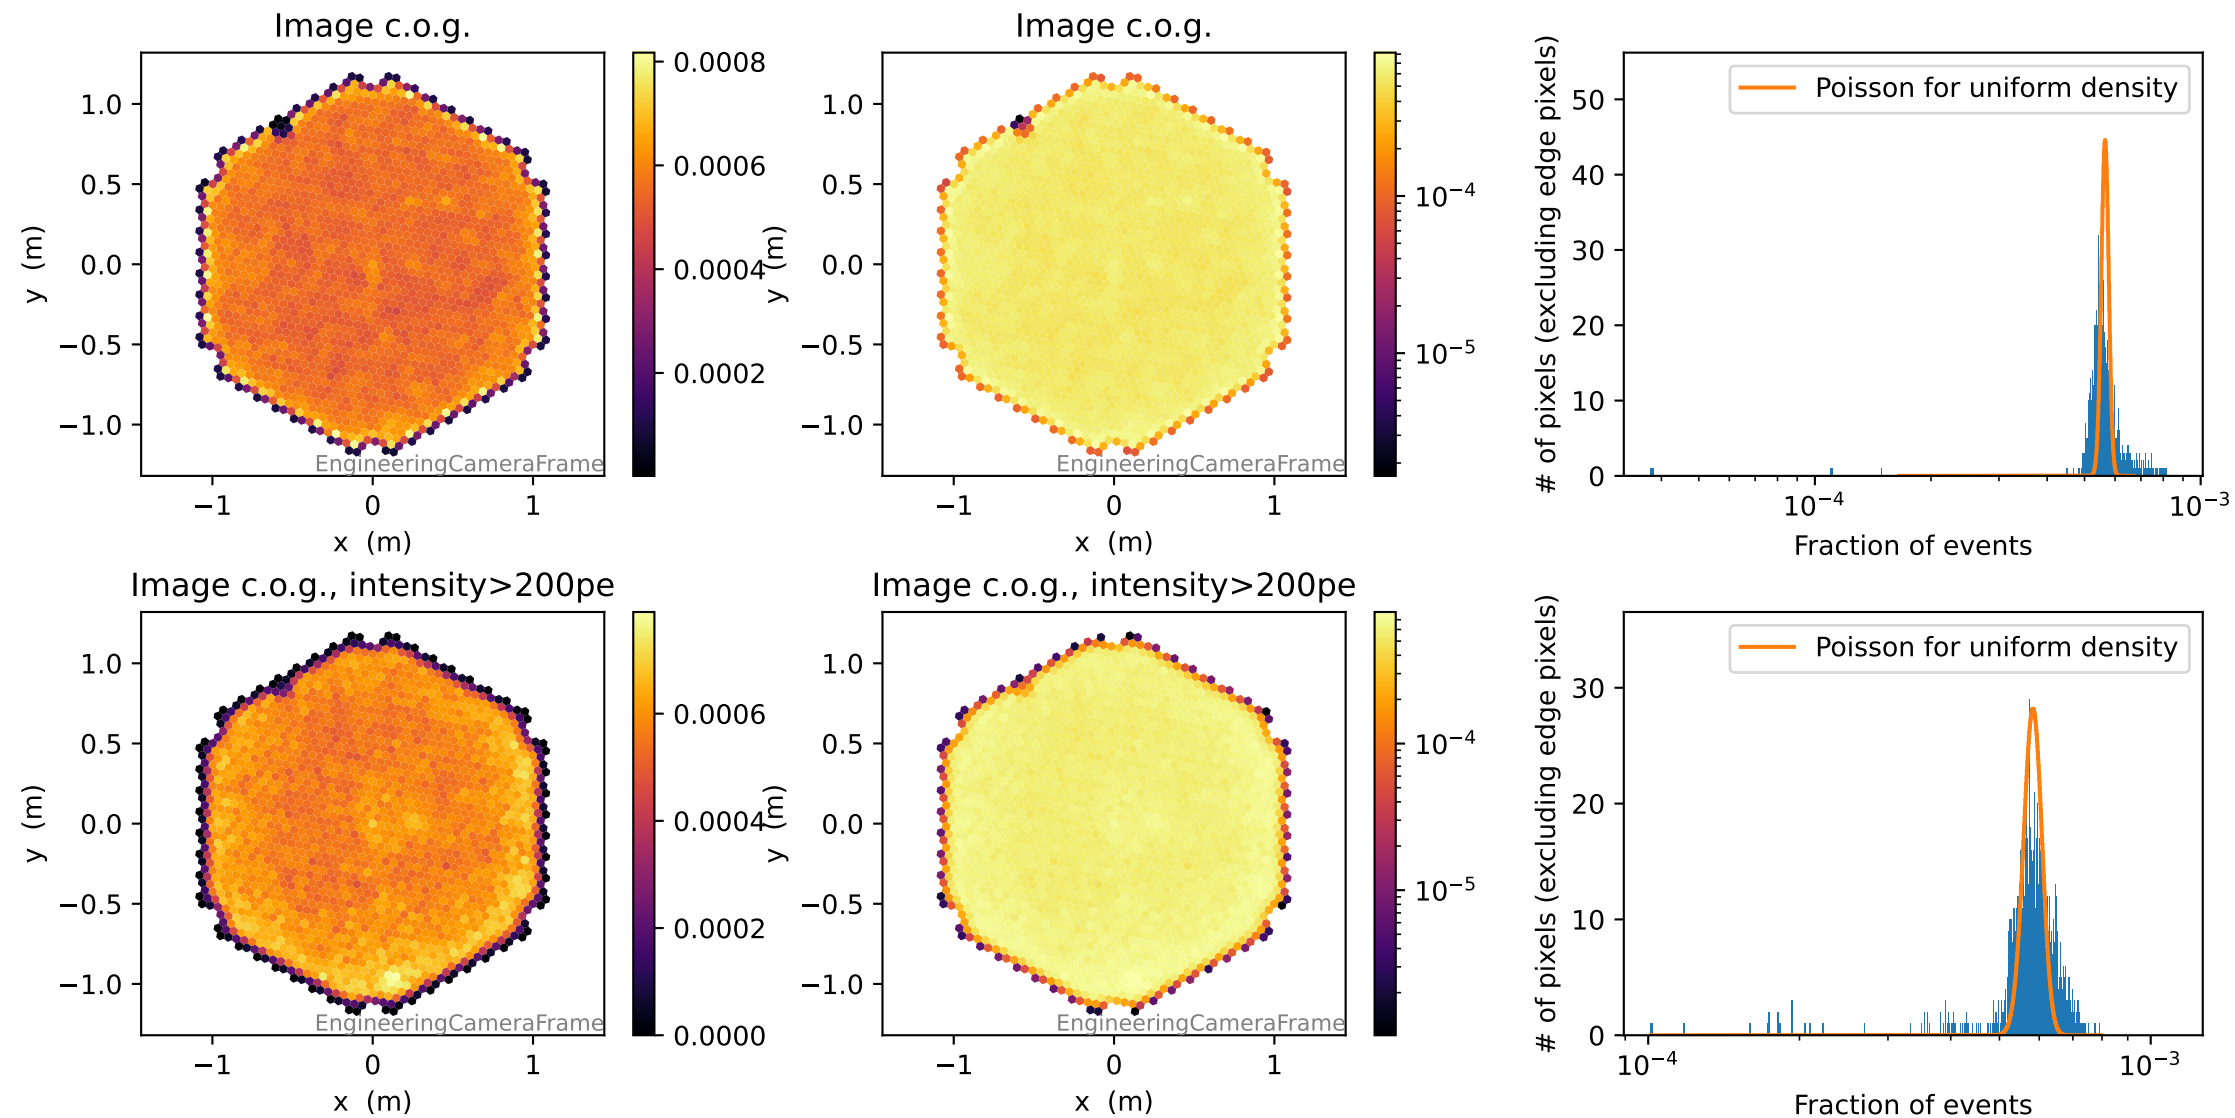 Image c.o.g.
1.0
0.5
0.0
−0.5
−1.0
y (m)
−1
0
1
x (m)
EngineeringCameraFrame
0.0008
0.0006
0.0004
0.0002
Image c.o.g.
1.0
0.5
0.0
−0.5
−1.0
y (m)
−1
0
1
x (m)
EngineeringCameraFrame
10⁻⁴
10⁻⁵
# of pixels (excluding edge pixels)
50
40
30
20
10
0
Poisson for uniform density
10⁻⁴
10⁻³
Fraction of events
Image c.o.g., intensity>200pe
1.0
0.5
0.0
−0.5
−1.0
y (m)
−1
0
1
x (m)
EngineeringCameraFrame
0.0006
0.0004
0.0002
0.0000
Image c.o.g., intensity>200pe
1.0
0.5
0.0
−0.5
−1.0
y (m)
−1
0
1
x (m)
EngineeringCameraFrame
10⁻⁴
10⁻⁵
# of pixels (excluding edge pixels)
30
20
10
0
Poisson for uniform density
10⁻⁴
10⁻³
Fraction of events